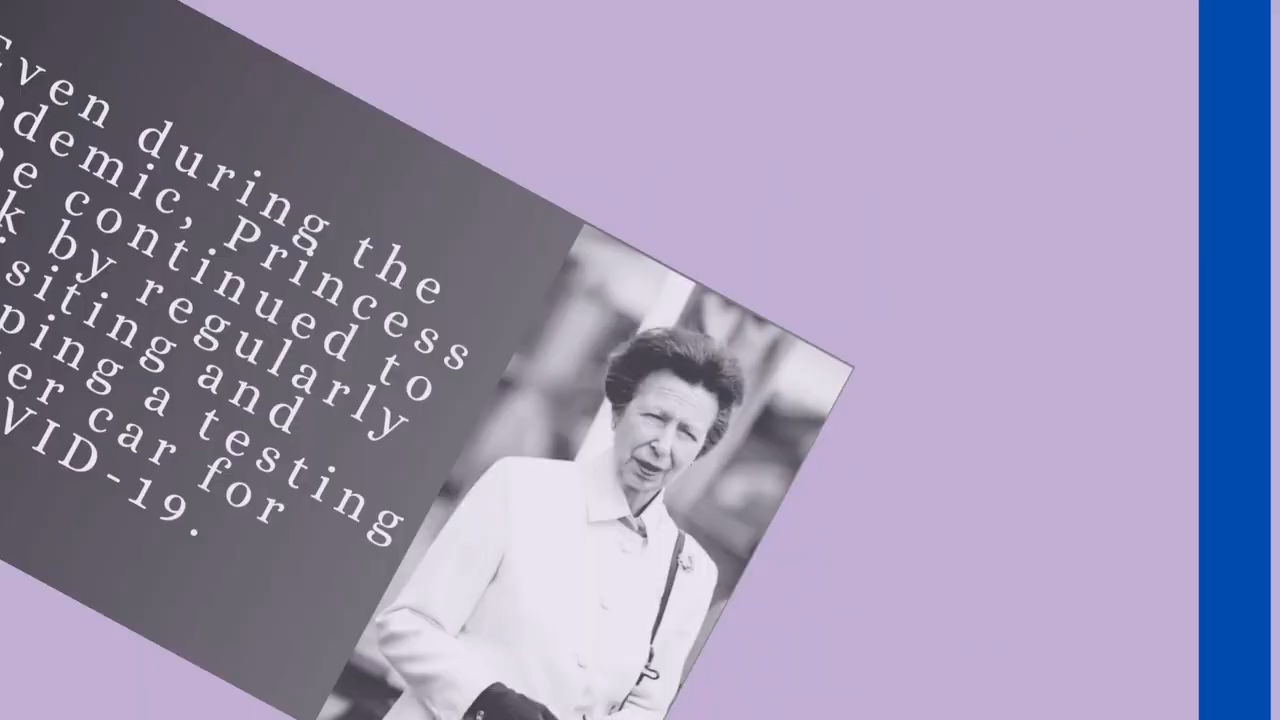 Even during the
ndemic, Princess
ne continued to
k by regularly
siting and
ping a testing
er car for
VID-19.